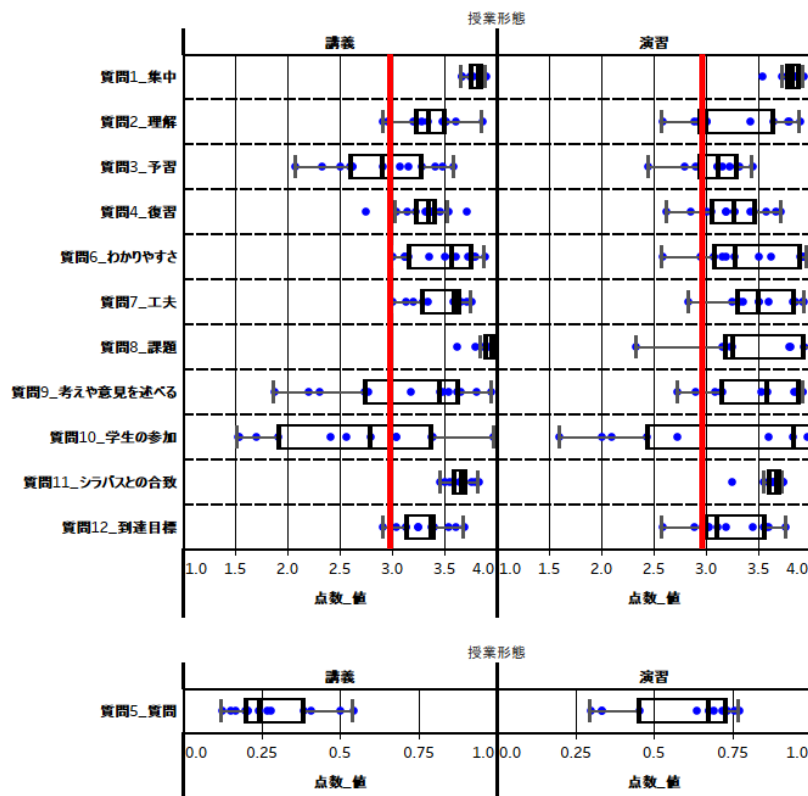 授業形態
講義 演習
質問1_集中
質問2_理解
質問3_予習
質問4_復習
質問6_わかりやすさ
質問7_工夫
質問8_課題
質問9_考えや意見を述べる
質問10_学生の参加
質問11_シラバスとの合致
質問12_到達目標
1.0 1.5 2.0 2.5 3.0 3.5 4.0 1.0 1.5 2.0 2.5 3.0 3.5 4.0
点数_値 点数_値
授業形態
講義 演習
質問5_質問
0.0 0.25 0.5 0.75 1.0 0.0 0.25 0.5 0.75 1.0
点数_値 点数_値